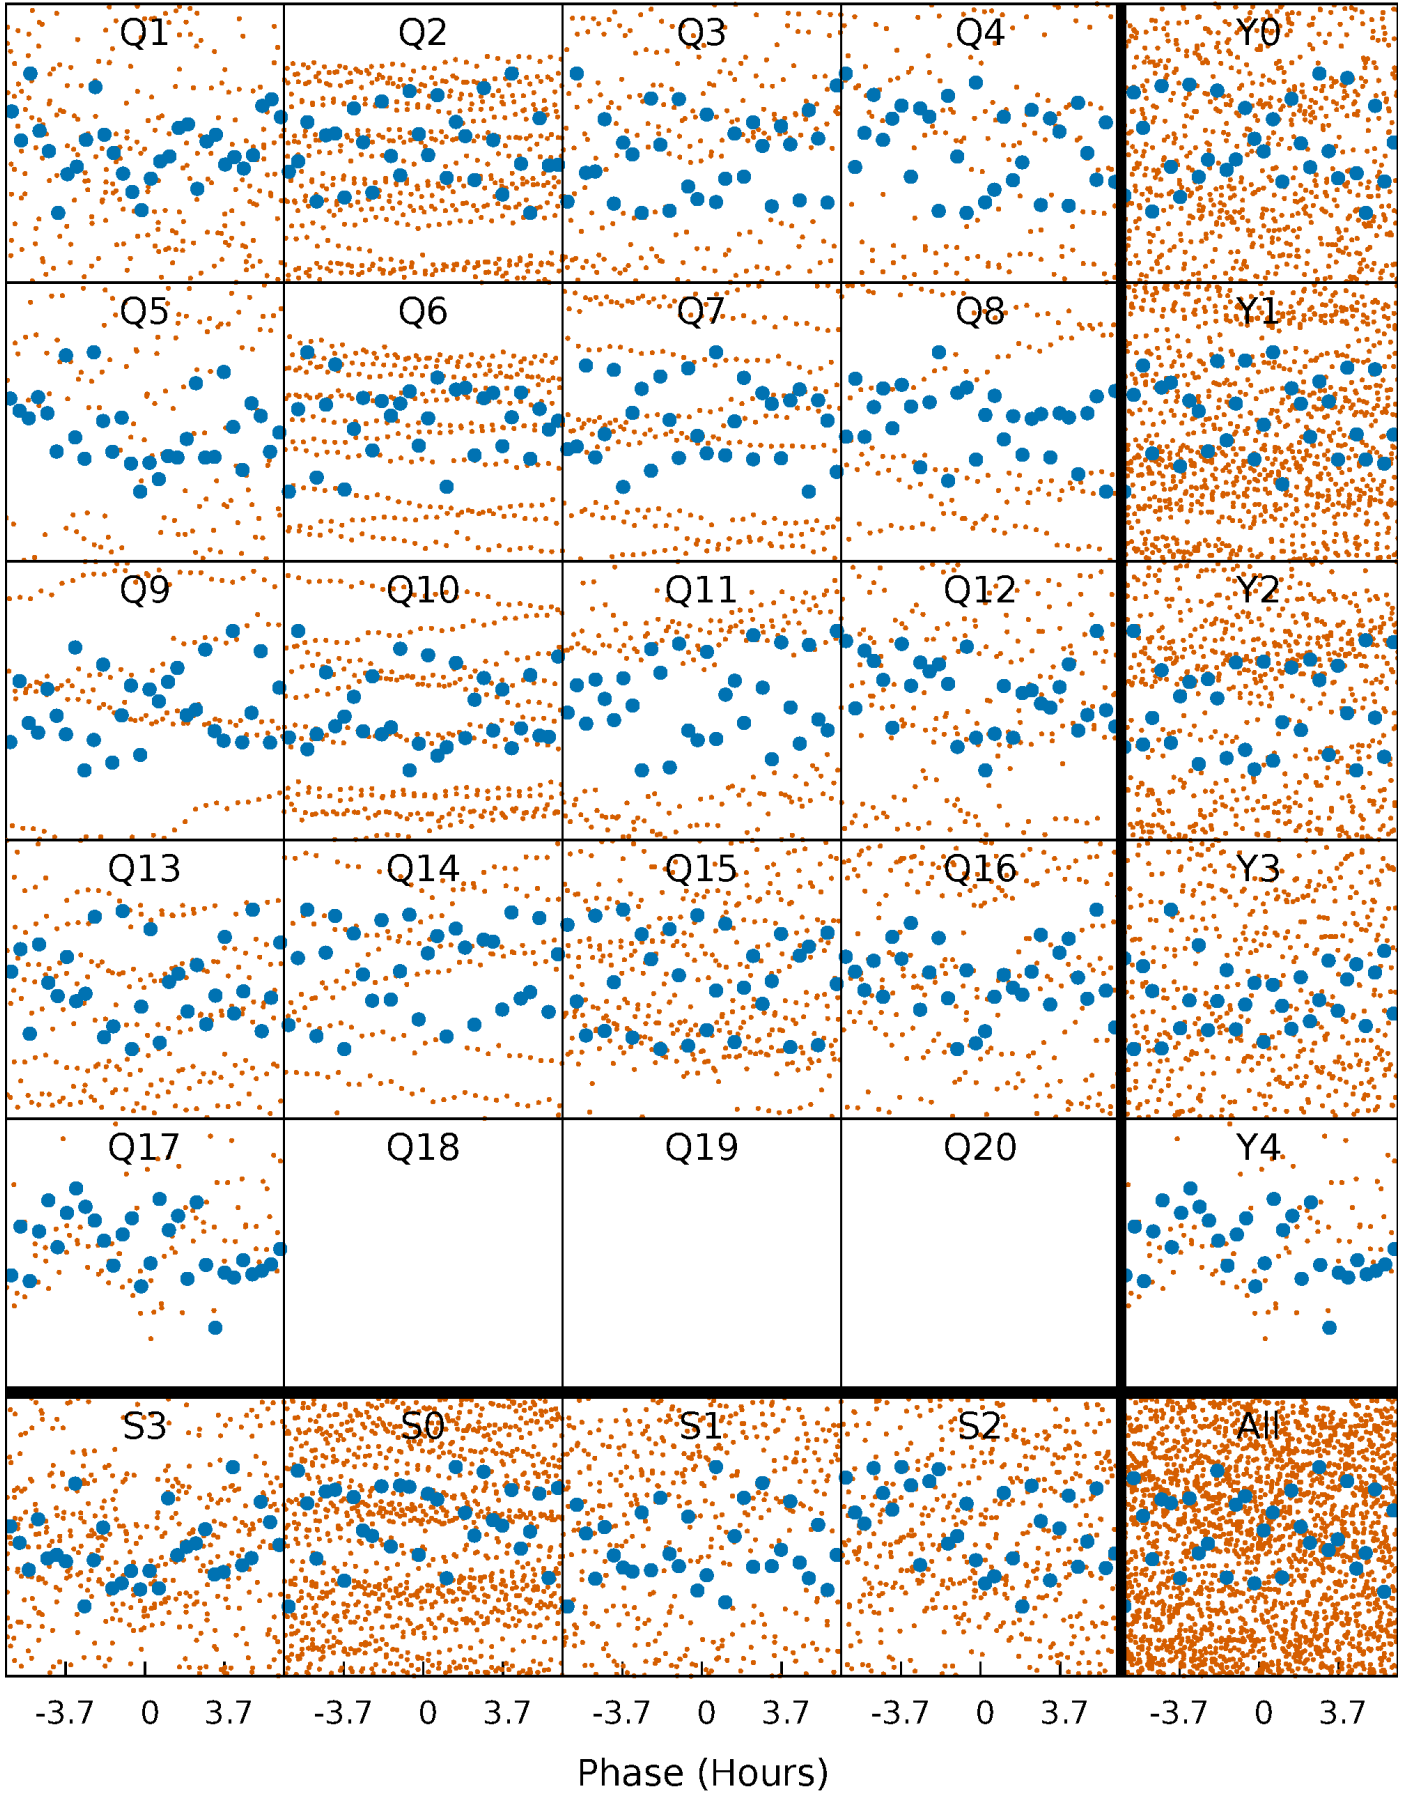 Q1 Q2 Q3 Q4 Y0
Q5 Q6 Q7 Q8 Y1
Q9 Q10 Q11 Q12 Y2
Q13 Q14 Q15 Q16 Y3
Q17 Q18 Q19 Q20 Y4
S3 S0 S1 S2 All
-3.7 0 3.7 -3.7 0 3.7 -3.7 0 3.7 -3.7 0 3.7 -3.7 0 3.7
Phase (Hours)